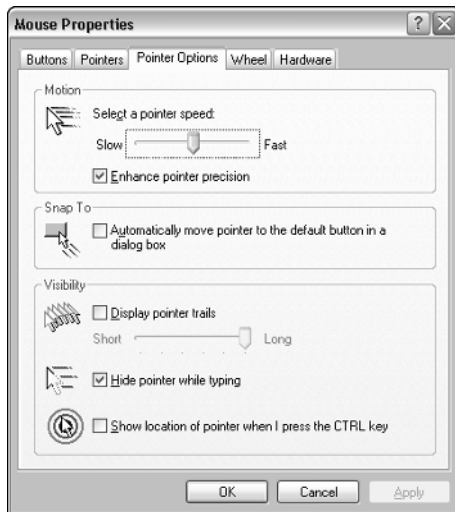 Mouse Properties
?
Buttons Pointers Pointer Options Wheel Hardware
Motion
Select a pointer speed:
Slow Fast
Enhance pointer precision
Snap To
Automatically move pointer to the default button in a
dialog box
Visibility
Display pointer trails
Short Long
Hide pointer while typing
Show location of pointer when I press the CTRL key
OK Cancel Apply